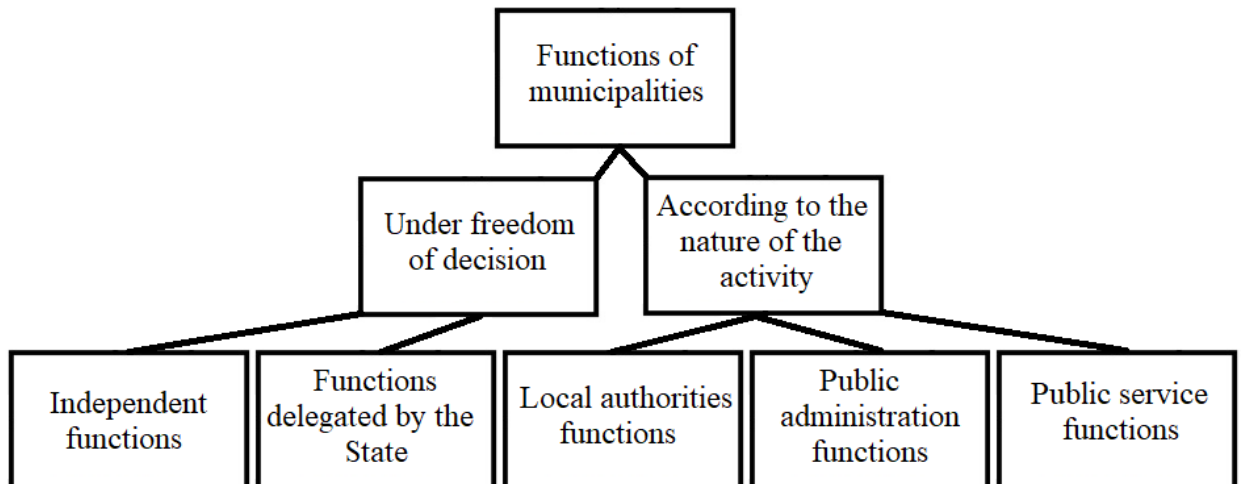 Functions of
municipalities
Under freedom
of decision
According to the
nature of the
activity
Independent
functions
Functions
delegated by the
State
Local authorities
functions
Public
administration
functions
Public service
functions